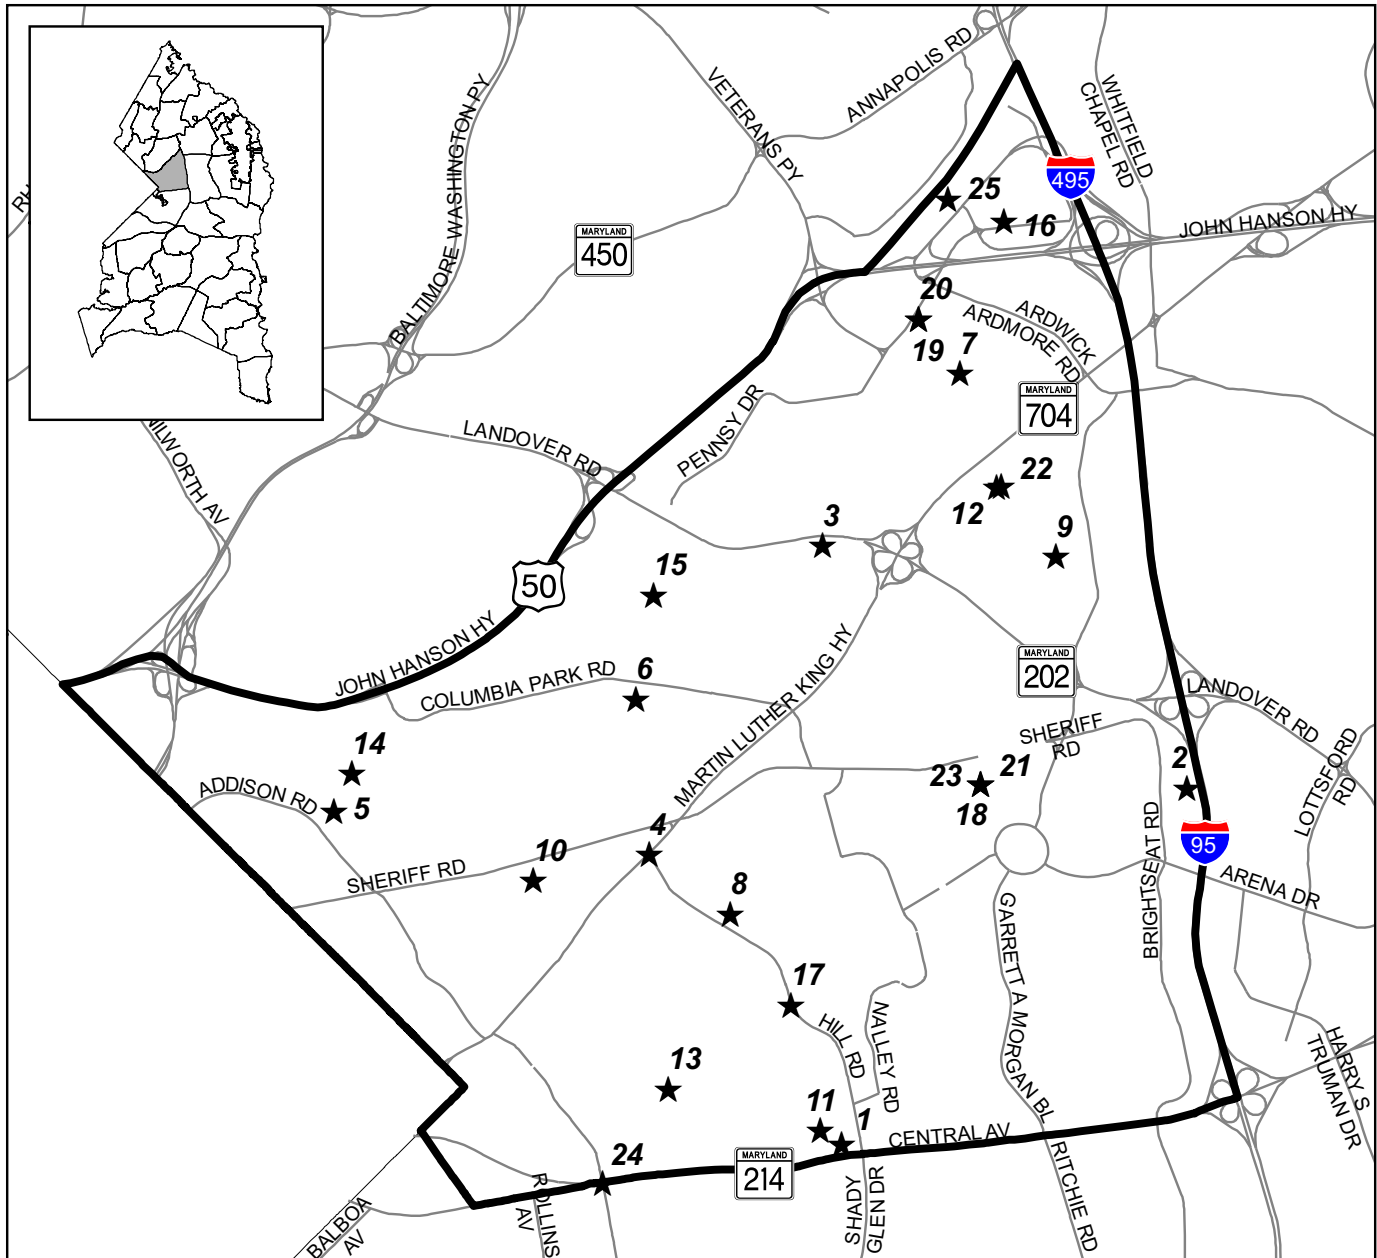 ANNAPOLIS RD
VETERANS PY
WHITFIELD
CHAPEL RD
BALTIMORE WASHINGTON PY
495
25
16
JOHN HANSON HY
MARYLAND
450
20
ARDWICK
ARDMORE RD
19
7
MARYLAND
704
PENNSY DR
LANDOVER RD
22
12
3
9
15
50
JOHN HANSON HY
COLUMBIA PARK RD
6
MARTIN LUTHER KING HY
MARYLAND
202
LANDOVER RD
SHERIFF
RD
LOTTSFORD
RD
14
ADDISON RD
5
23
21
18
2
95
4
10
SHERIFF RD
8
BRIGHTSEAT RD
ARENA DR
GARRETT A MORGAN BL
17
HILL RD
NALLEY RD
13
11
1
CENTRAL AV
HARRY S
TRUMAN DR
24
MARYLAND
214
ROLLINS
AV
BALBOA
AV
SHADY
GLEN DR
RITCHIE RD